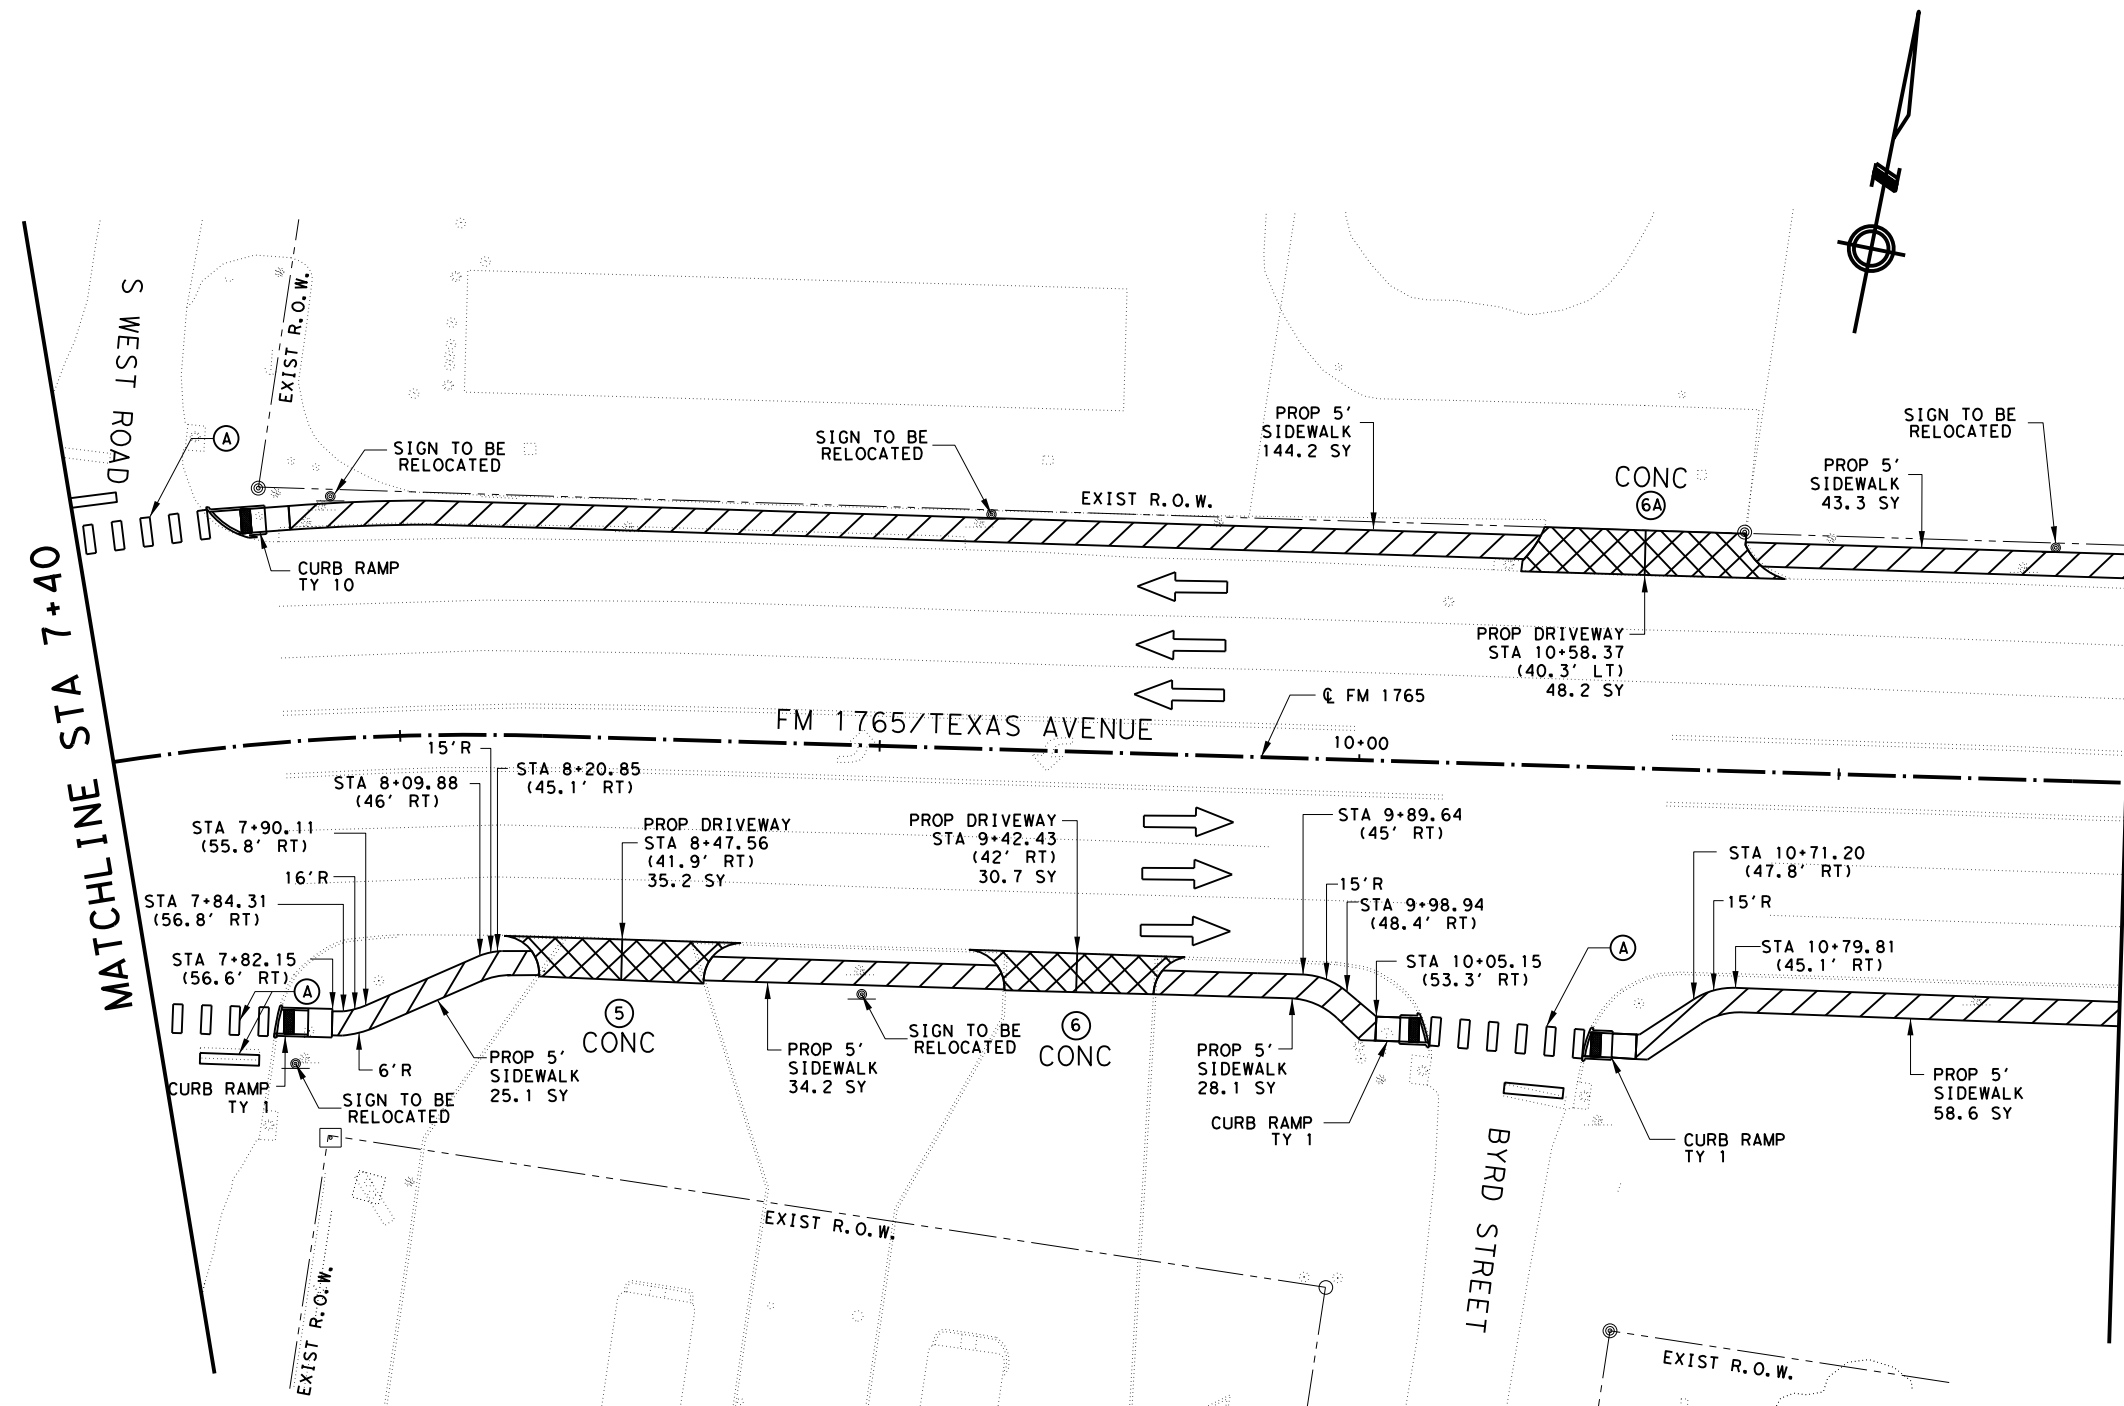 N
S WEST ROAD
EXIST R.O.W.
A
SIGN TO BE
RELOCATED
SIGN TO BE
RELOCATED
PROP 5'
SIDEWALK
144.2 SY
SIGN TO BE
RELOCATED
PROP 5'
SIDEWALK
43.3 SY
CONC
6A
EXIST R.O.W.
CURB RAMP
TY 10
MATCHLINE STA 7+40
PROP DRIVEWAY
STA 10+58.37
(40.3' LT)
48.2 SY
℄ FM 1765
FM 1765/TEXAS AVENUE
10+00
15'R
STA 8+09.88
(46' RT)
STA 8+20.85
(45.1' RT)
STA 7+90.11
(55.8' RT)
16'R
STA 7+84.31
(56.8' RT)
STA 7+82.15
(56.6' RT)
A
PROP DRIVEWAY
STA 8+47.56
(41.9' RT)
35.2 SY
PROP DRIVEWAY
STA 9+42.43
(42' RT)
30.7 SY
STA 9+89.64
(45' RT)
15'R
STA 9+98.94
(48.4' RT)
STA 10+05.15
(53.3' RT)
A
STA 10+71.20
(47.8' RT)
15'R
STA 10+79.81
(45.1' RT)
5
CONC
6
CONC
SIGN TO BE
RELOCATED
6'R
PROP 5'
SIDEWALK
25.1 SY
PROP 5'
SIDEWALK
34.2 SY
PROP 5'
SIDEWALK
28.1 SY
PROP 5'
SIDEWALK
58.6 SY
CURB RAMP
TY 1
SIGN TO BE
RELOCATED
CURB RAMP
TY 1
CURB RAMP
TY 1
BYRD STREET
P
EXIST R.O.W.
EXIST R.O.W.
EXIST R.O.W.